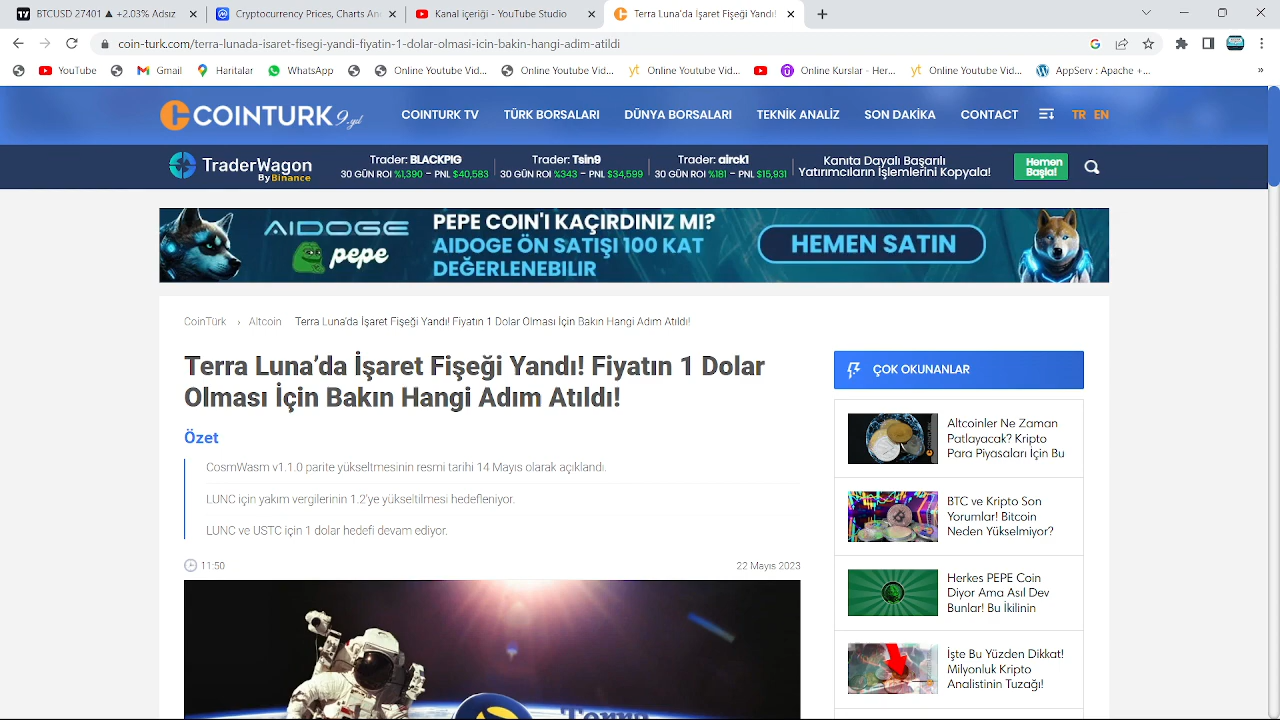 BTCUSD 27401 ▲ +2.03% Adsız
Cryptocurrency Prices, Charts An
Kanal içeriği - YouTube Studio
Terra Luna'da İşaret Fişeği Yandı!
coin-turk.com/terra-lunada-isaret-fisegi-yandi-fiyatin-1-dolar-olmasi-icin-bakin-hangi-adim-atildi
YouTube
Gmail
Haritalar
WhatsApp
Online Youtube Vid...
Online Youtube Vid...
Online Youtube Vid...
Online Kurslar - Her...
Online Youtube Vid...
AppServ : Apache +...
COINTURK 9.yıl
COINTURK TV
TÜRK BORSALARI
DÜNYA BORSALARI
TEKNİK ANALİZ
SON DAKİKA
CONTACT
TR EN
TraderWagon
By Binance
Trader: BLACKPIG
30 GÜN ROI %1,390 - PNL $40,583
Trader: Tsin9
30 GÜN ROI %343 - PNL $34,599
Trader: airck1
30 GÜN ROI %181 - PNL $15,931
Kanıta Dayalı Başarılı
Yatırımcıların İşlemlerini Kopyala!
Hemen
Başla!
AIDOGE
pepe
PEPE COIN'I KAÇIRDINIZ MI?
AIDOGE ÖN SATIŞI 100 KAT
DEĞERLENEBILIR
HEMEN SATIN
CoinTürk › Altcoin Terra Luna'da İşaret Fişeği Yandı! Fiyatın 1 Dolar Olması İçin Bakın Hangi Adım Atıldı!
Terra Luna'da İşaret Fişeği Yandı! Fiyatın 1 Dolar
Olması İçin Bakın Hangi Adım Atıldı!
Özet
CosmWasm v1.1.0 parite yükseltmesinin resmi tarihi 14 Mayıs olarak açıklandı.
LUNC için yakım vergilerinin 1.2'ye yükseltilmesi hedefleniyor.
LUNC ve USTC için 1 dolar hedefi devam ediyor.
11:50
22 Mayıs 2023
Terra
ÇOK OKUNANLAR
Altcoinler Ne Zaman
Patlayacak? Kripto
Para Piyasaları İçin Bu
BTC ve Kripto Son
Yorumlar! Bitcoin
Neden Yükselmiyor?
Herkes PEPE Coin
Diyor Ama Asıl Dev
Bunlar! Bu İkilinin
İşte Bu Yüzden Dikkat!
Milyonluk Kripto
Analistinin Tuzağı!